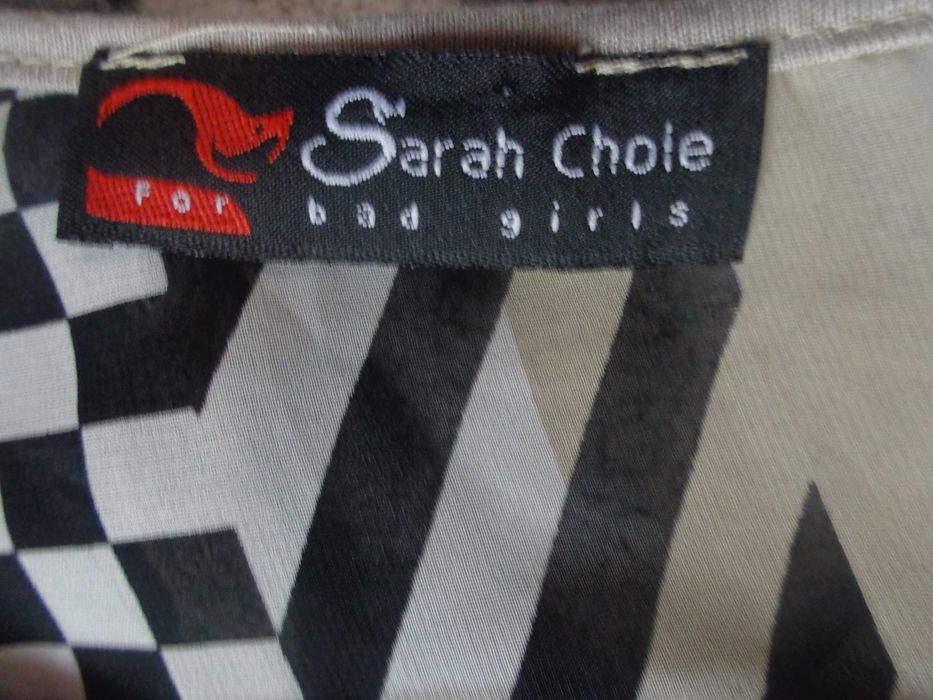 Sarah Chole
For bad girls